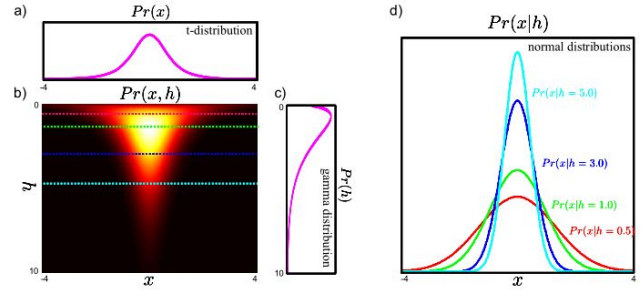 a)
Pr(x)
t-distribution
-4
4
b)
Pr(x, h)
0
h
10
-4
x
4
c)
0
10
Pr(h)
gamma distribution
d)
Pr(x|h)
normal distributions
Pr(x|h = 5.0)
Pr(x|h = 3.0)
Pr(x|h = 1.0)
Pr(x|h = 0.5)
-4
x
4